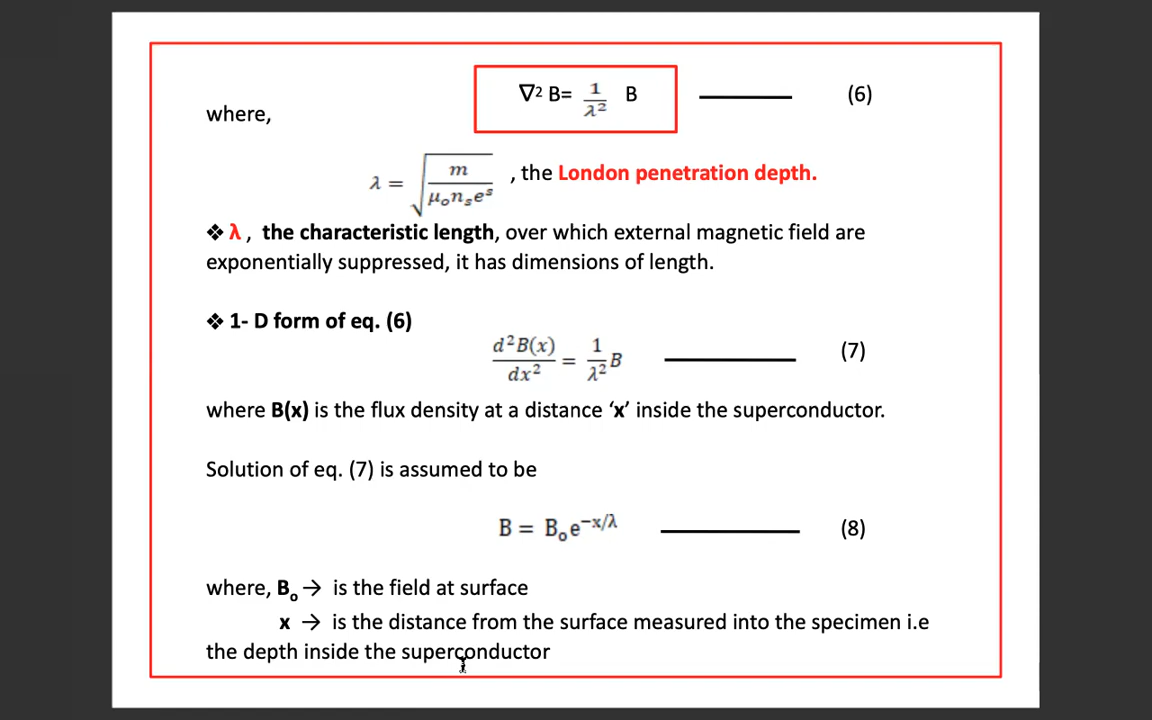 ∇² B= 1/λ² B ———— (6)
where,
λ = √(m/(μₒnₛeˢ)) , the London penetration depth.
❖ λ , the characteristic length, over which external magnetic field are
exponentially suppressed, it has dimensions of length.
❖ 1- D form of eq. (6)
d²B(x)/dx² = 1/λ² B ———— (7)
where B(x) is the flux density at a distance ‘x’ inside the superconductor.
Solution of eq. (7) is assumed to be
B = Bₒe^(−x/λ) ———— (8)
where, Bₒ → is the field at surface
x → is the distance from the surface measured into the specimen i.e
the depth inside the superconductor